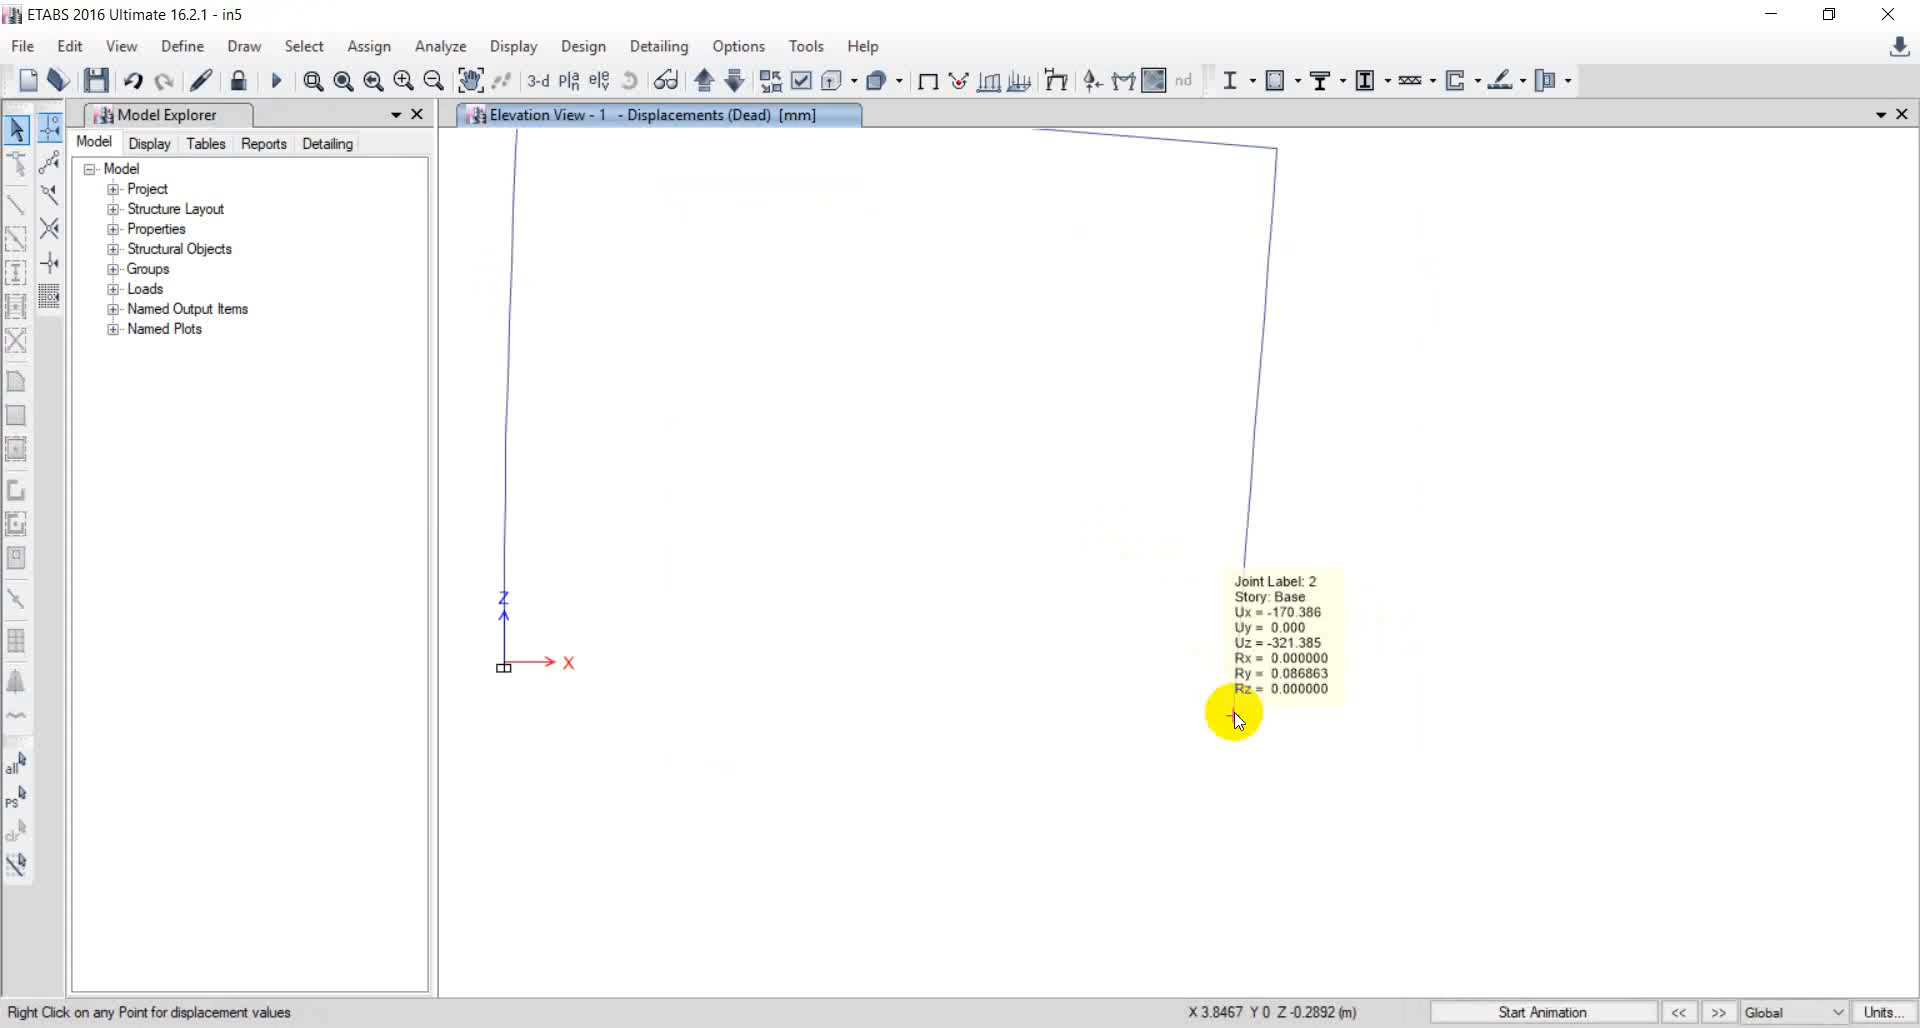 ETABS 2016 Ultimate 16.2.1 - in5
File Edit View Define Draw Select Assign Analyze Display Design Detailing Options Tools Help
3-d nd
Model Explorer
Elevation View - 1 - Displacements (Dead) [mm]
Model Display Tables Reports Detailing
Model
Project
Structure Layout
Properties
Structural Objects
Groups
Loads
Named Output Items
Named Plots
Z
X
Joint Label: 2
Story: Base
Ux = -170.386
Uy = 0.000
Uz = -321.385
Rx = 0.000000
Ry = 0.086863
Rz = 0.000000
all
PS
clr
Right Click on any Point for displacement values
X 3.8467 Y 0 Z -0.2892 (m)
Start Animation << >> Global Units...